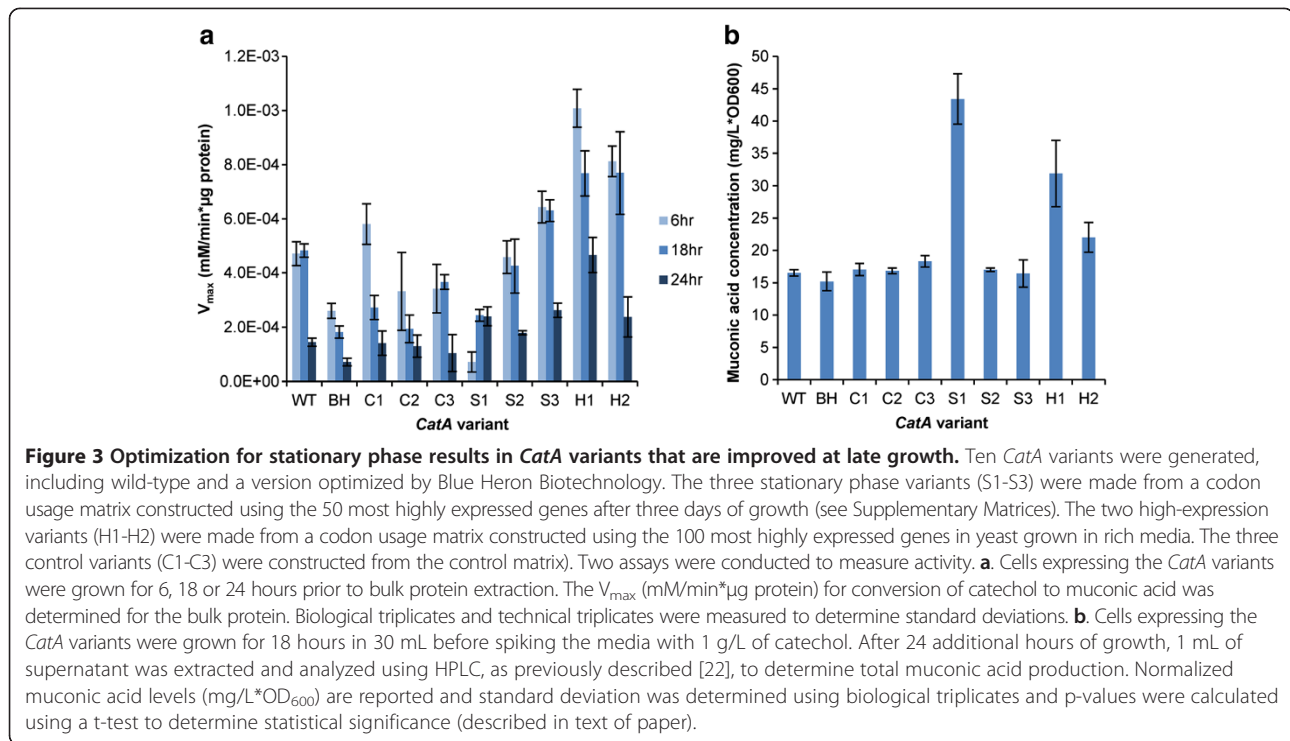 a
1.2E-03
1.0E-03
8.0E-04
6.0E-04
4.0E-04
2.0E-04
0.0E+00
Vmax (mM/min*µg protein)
WT BH C1 C2 C3 S1 S2 S3 H1 H2
CatA variant
6hr
18hr
24hr
b
50
45
40
35
30
25
20
15
10
5
0
Muconic acid concentration (mg/L*OD600)
WT BH C1 C2 C3 S1 S2 S3 H1 H2
CatA variant
Figure 3 Optimization for stationary phase results in CatA variants that are improved at late growth. Ten CatA variants were generated,
including wild-type and a version optimized by Blue Heron Biotechnology. The three stationary phase variants (S1-S3) were made from a codon
usage matrix constructed using the 50 most highly expressed genes after three days of growth (see Supplementary Matrices). The two high-expression
variants (H1-H2) were made from a codon usage matrix constructed using the 100 most highly expressed genes in yeast grown in rich media. The three
control variants (C1-C3) were constructed from the control matrix). Two assays were conducted to measure activity. a. Cells expressing the CatA variants
were grown for 6, 18 or 24 hours prior to bulk protein extraction. The Vmax (mM/min*µg protein) for conversion of catechol to muconic acid was
determined for the bulk protein. Biological triplicates and technical triplicates were measured to determine standard deviations. b. Cells expressing the
CatA variants were grown for 18 hours in 30 mL before spiking the media with 1 g/L of catechol. After 24 additional hours of growth, 1 mL of
supernatant was extracted and analyzed using HPLC, as previously described [22], to determine total muconic acid production. Normalized
muconic acid levels (mg/L*OD600) are reported and standard deviation was determined using biological triplicates and p-values were calculated
using a t-test to determine statistical significance (described in text of paper).